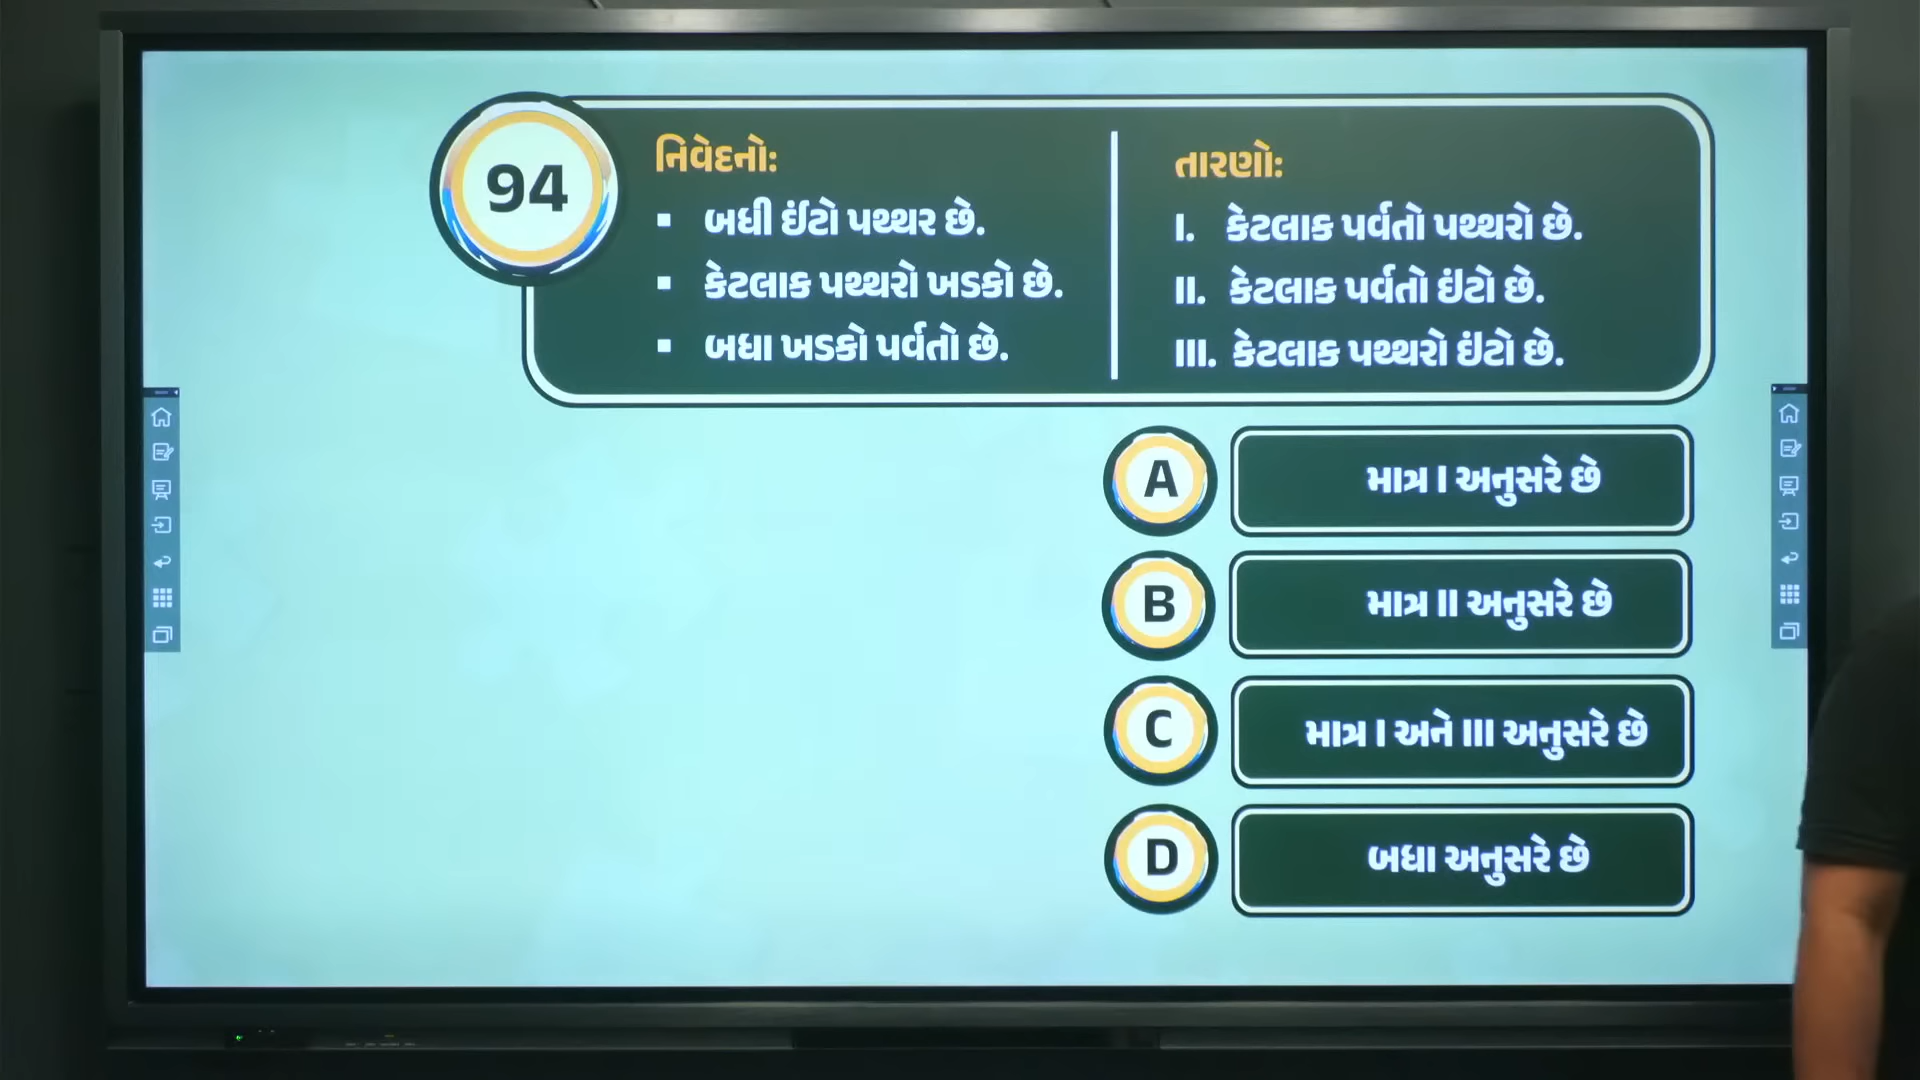 94
નિવેદનો:
▪ બધી ઈંટો પથ્થર છે.
▪ કેટલાક પથ્થરો ખડકો છે.
▪ બધા ખડકો પર્વતો છે.
તારણો:
I. કેટલાક પર્વતો પથ્થરો છે.
II. કેટલાક પર્વતો ઇંટો છે.
III. કેટલાક પથ્થરો ઇંટો છે.
A માત્ર I અનુસરે છે
B માત્ર II અનુસરે છે
C માત્ર I અને III અનુસરે છે
D બધા અનુસરે છે